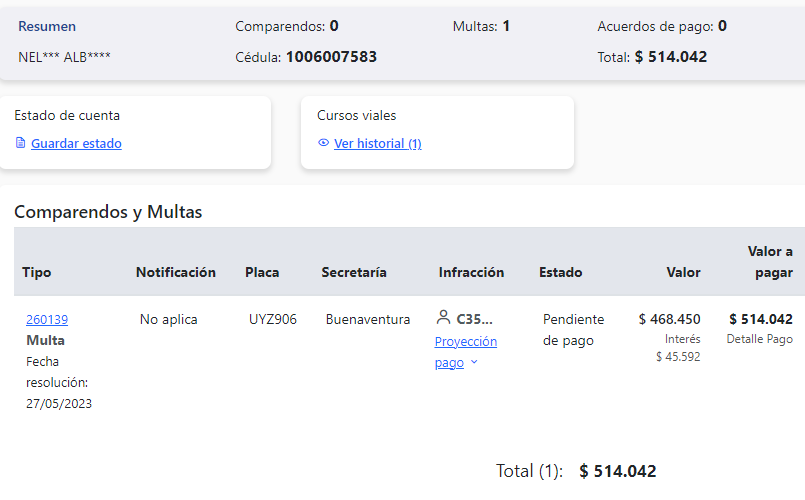 Resumen Comparendos: 0 Multas: 1 Acuerdos de pago: 0
NEL*** ALB**** Cédula: 1006007583 Total: $ 514.042
Estado de cuenta Cursos viales
Guardar estado Ver historial (1)
Comparendos y Multas
Tipo Notificación Placa Secretaría Infracción Estado Valor Valor a pagar
260139 No aplica UYZ906 Buenaventura C35... Pendiente $ 468.450 $ 514.042
Multa Proyección de pago Interés Detalle Pago
Fecha pago $ 45.592
resolución:
27/05/2023
Total (1): $ 514.042